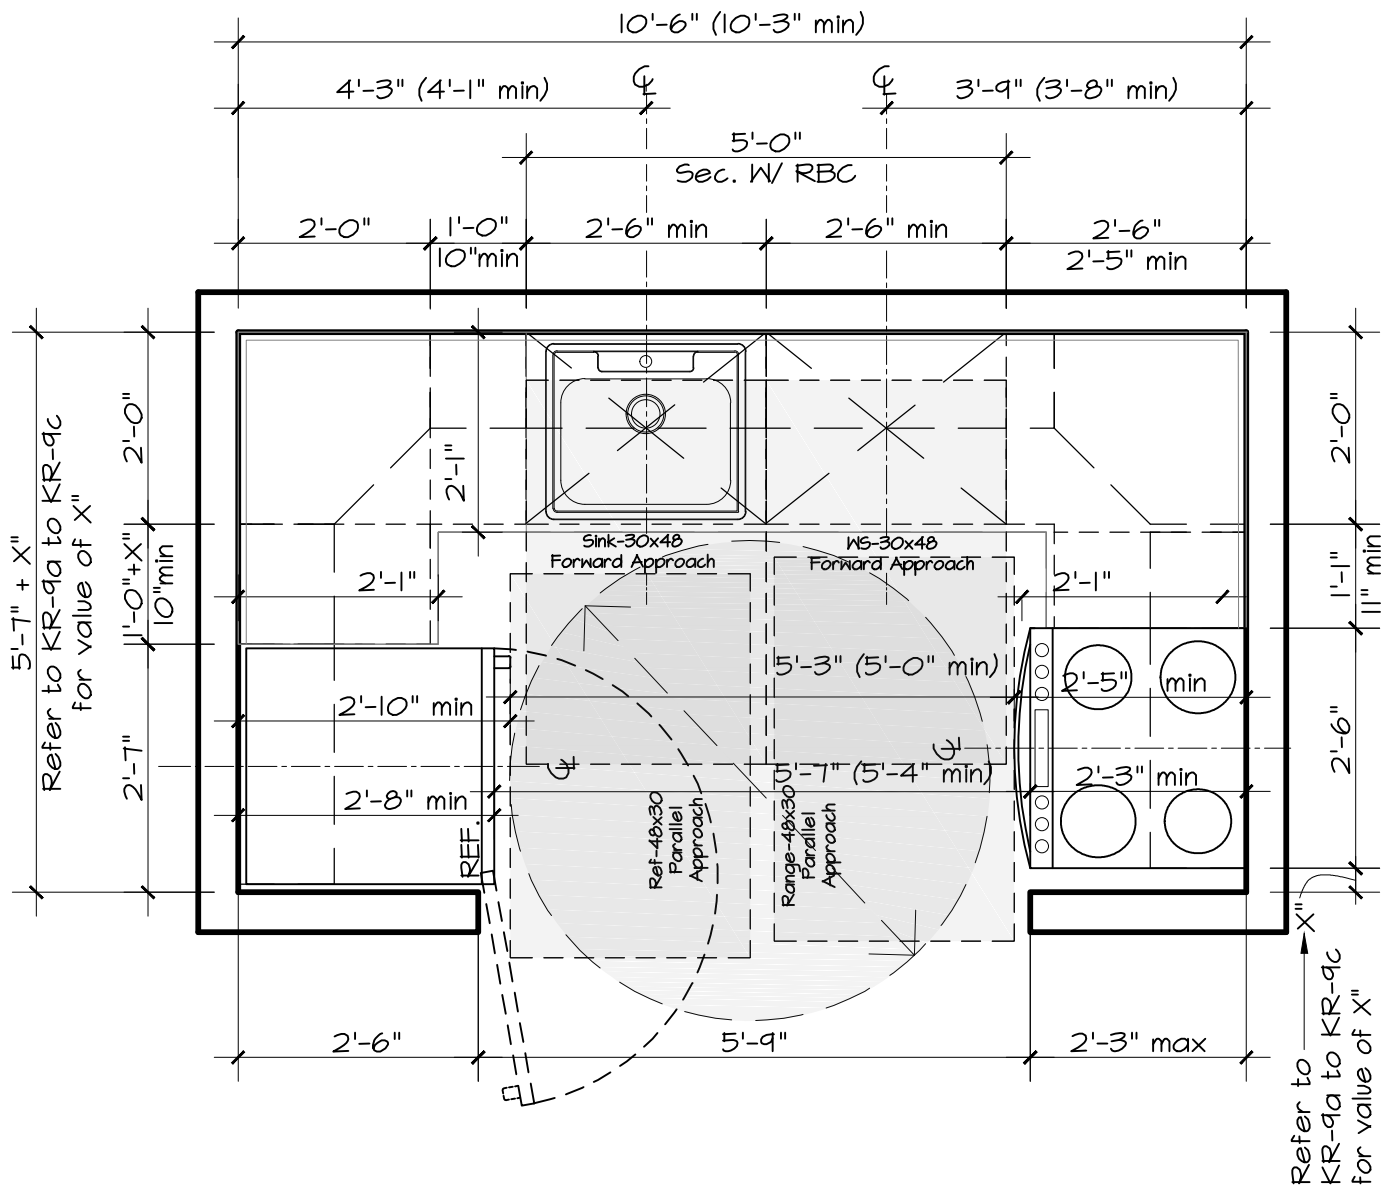 10'-6" (10'-3" min)
4'-3" (4'-1" min)
℄
℄
3'-9" (3'-8" min)
5'-0"
Sec. W/ RBC
2'-0"
1'-0"
10"min
2'-6" min
2'-6" min
2'-6"
2'-5" min
5'-7" + X"
Refer to KR-9a to KR-9c
for value of X"
2'-0"
1'-0"+X"
10"min
2'-7"
2'-1"
2'-1"
Sink-30x48
Forward Approach
WS-30x48
Forward Approach
2'-1"
2'-0"
1'-1"
11" min
2'-6"
5'-3" (5'-0" min)
2'-5" min
2'-10" min
℄
℄
5'-7" (5'-4" min)
2'-3" min
2'-8" min
REF.
Ref-48x30
Parallel
Approach
Range-48x30
Parallel
Approach
X"
Refer to
KR-9a to KR-9c
for value of X"
2'-6"
5'-9"
2'-3" max